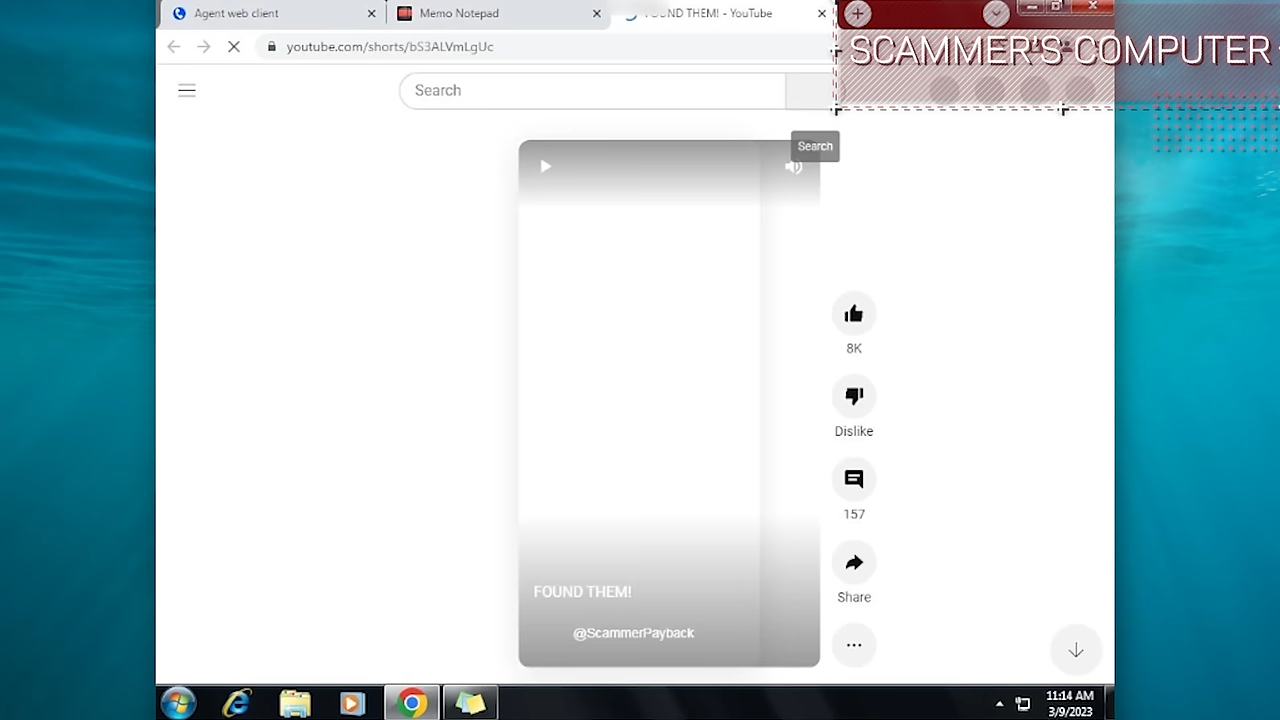 Agent web client
Memo Notepad
FOUND THEM! - YouTube
youtube.com/shorts/bS3ALVmLgUc
SCAMMER'S COMPUTER
Search
Search
8K
Dislike
157
Share
FOUND THEM!
@ScammerPayback
11:14 AM
3/9/2023